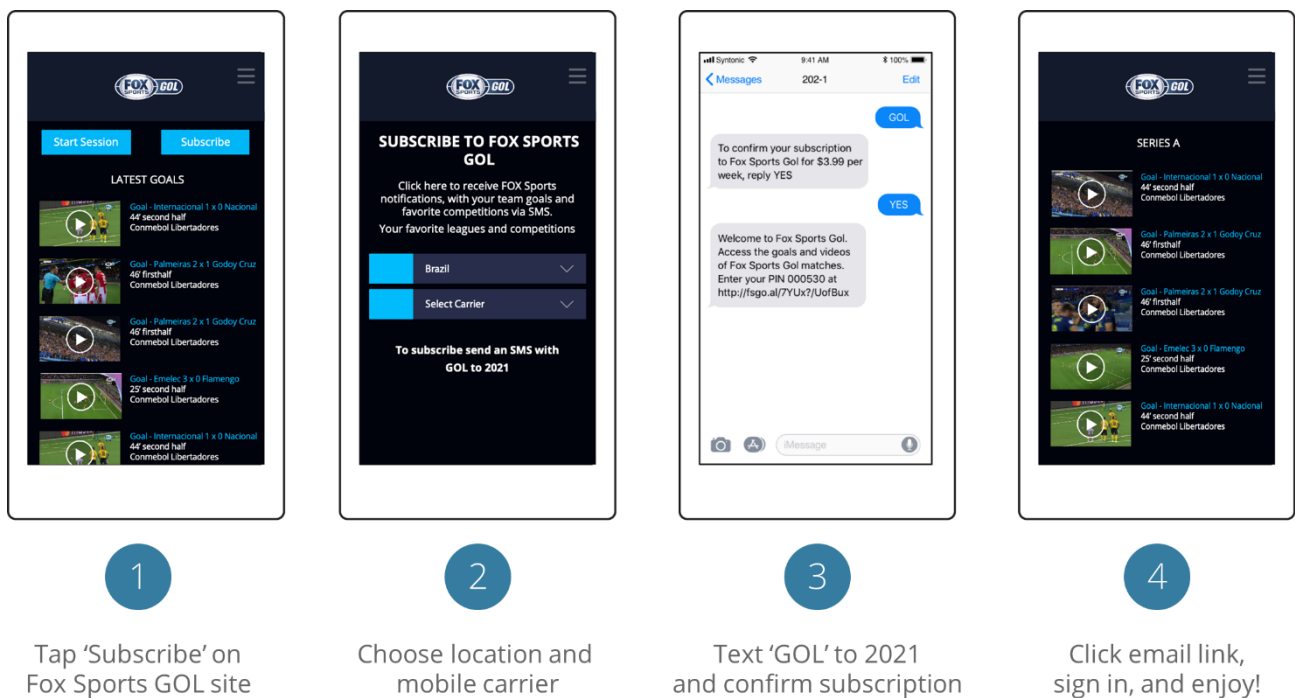 FOX
SPORTS
GOL
Start Session
Subscribe
LATEST GOALS
Goal - Internacional 1 x 0 Nacional
44' second half
Conmebol Libertadores
Goal - Palmeiras 2 x 1 Godoy Cruz
46' firsthalf
Conmebol Libertadores
Goal - Palmeiras 2 x 1 Godoy Cruz
46' firsthalf
Conmebol Libertadores
Goal - Emelec 3 x 0 Flamengo
25' second half
Conmebol Libertadores
Goal - Internacional 1 x 0 Nacional
44' second half
Conmebol Libertadores
1
Tap ‘Subscribe’ on
Fox Sports GOL site
FOX
SPORTS
GOL
SUBSCRIBE TO FOX SPORTS
GOL
Click here to receive FOX Sports
notifications, with your team goals and
favorite competitions via SMS.
Your favorite leagues and competitions
Brazil
Select Carrier
To subscribe send an SMS with
GOL to 2021
2
Choose location and
mobile carrier
Syntonic 9:41 AM 100%
Messages 202-1 Edit
GOL
To confirm your subscription
to Fox Sports Gol for $3.99 per
week, reply YES
YES
Welcome to Fox Sports Gol.
Access the goals and videos
of Fox Sports Gol matches.
Enter your PIN 000530 at
http://fsgo.al/7YUx?/UofBux
iMessage
3
Text ‘GOL’ to 2021
and confirm subscription
FOX
SPORTS
GOL
SERIES A
Goal - Internacional 1 x 0 Nacional
44' second half
Conmebol Libertadores
Goal - Palmeiras 2 x 1 Godoy Cruz
46' firsthalf
Conmebol Libertadores
Goal - Palmeiras 2 x 1 Godoy Cruz
46' firsthalf
Conmebol Libertadores
Goal - Emelec 3 x 0 Flamengo
25' second half
Conmebol Libertadores
Goal - Internacional 1 x 0 Nacional
44' second half
Conmebol Libertadores
4
Click email link,
sign in, and enjoy!